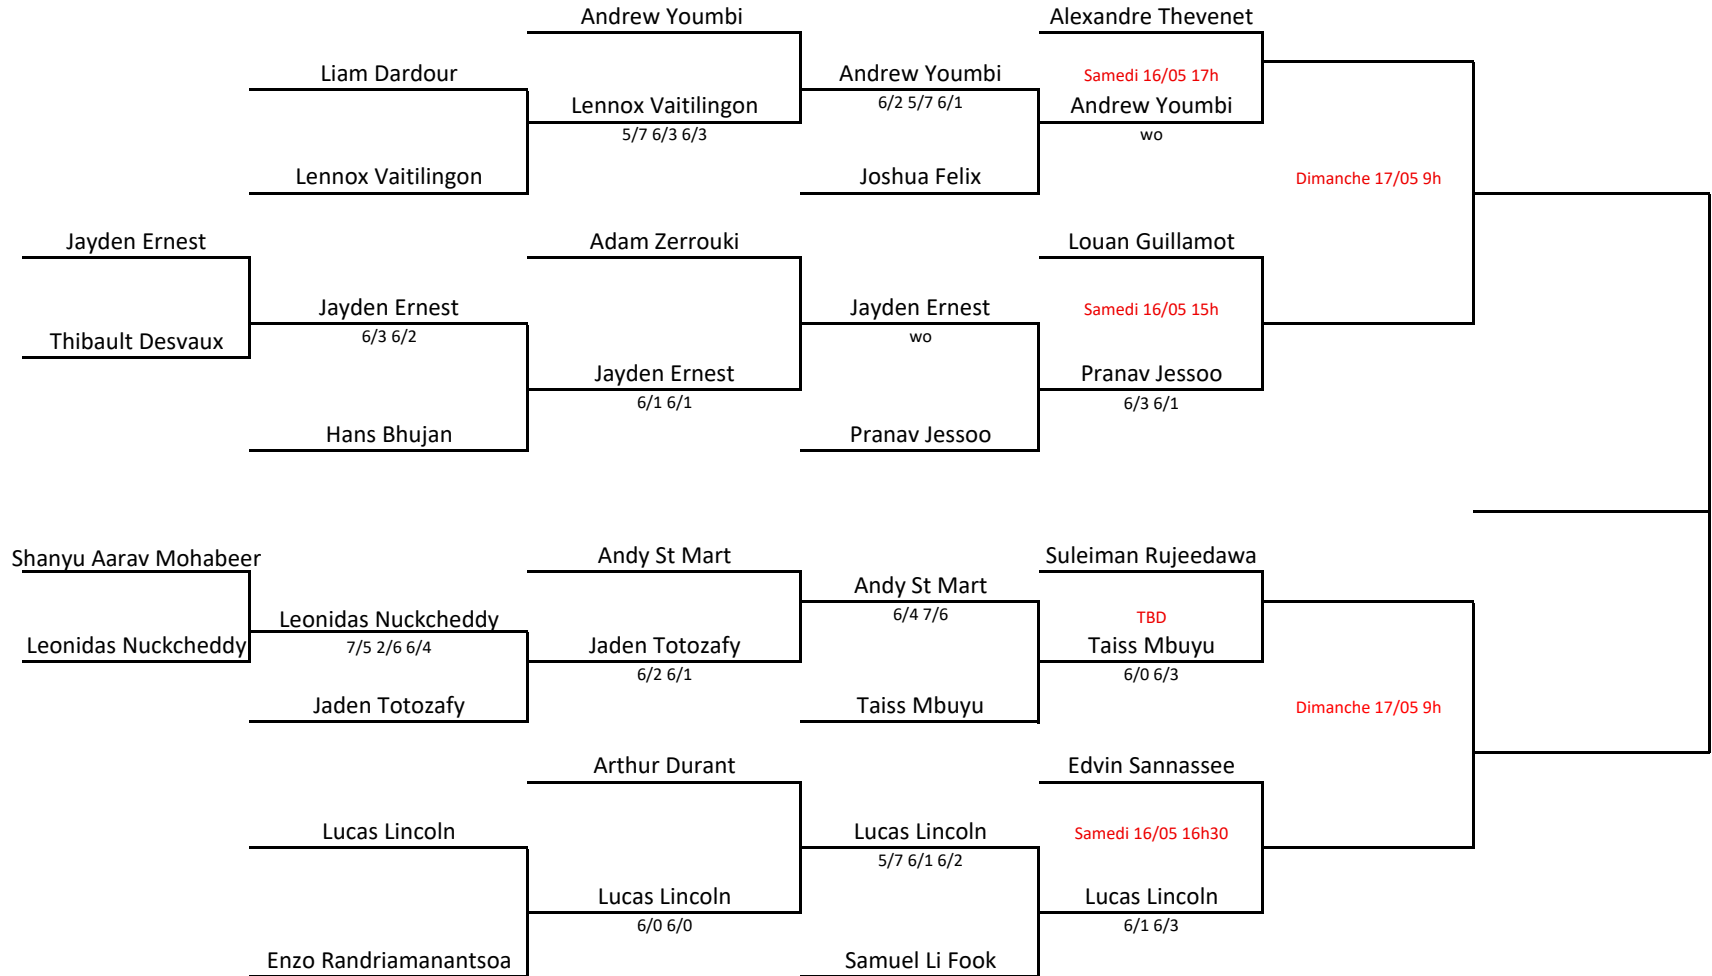 Andrew Youmbi
Alexandre Thevenet
Liam Dardour
Andrew Youmbi
Samedi 16/05 17h
6/2 5/7 6/1
Lennox Vaitilingon
Andrew Youmbi
5/7 6/3 6/3
wo
Lennox Vaitilingon
Joshua Felix
Dimanche 17/05 9h
Jayden Ernest
Adam Zerrouki
Louan Guillamot
Jayden Ernest
Jayden Ernest
Samedi 16/05 15h
Thibault Desvaux
6/3 6/2
wo
Jayden Ernest
Pranav Jessoo
6/1 6/1
6/3 6/1
Hans Bhujan
Pranav Jessoo
Shanyu Aarav Mohabeer
Andy St Mart
Suleiman Rujeedawa
Andy St Mart
6/4 7/6
Leonidas Nuckcheddy
TBD
Leonidas Nuckcheddy
7/5 2/6 6/4
Jaden Totozafy
Taiss Mbuyu
6/2 6/1
6/0 6/3
Jaden Totozafy
Taiss Mbuyu
Dimanche 17/05 9h
Arthur Durant
Edvin Sannassee
Lucas Lincoln
Lucas Lincoln
Samedi 16/05 16h30
5/7 6/1 6/2
Lucas Lincoln
Lucas Lincoln
6/0 6/0
6/1 6/3
Enzo Randriamanantsoa
Samuel Li Fook